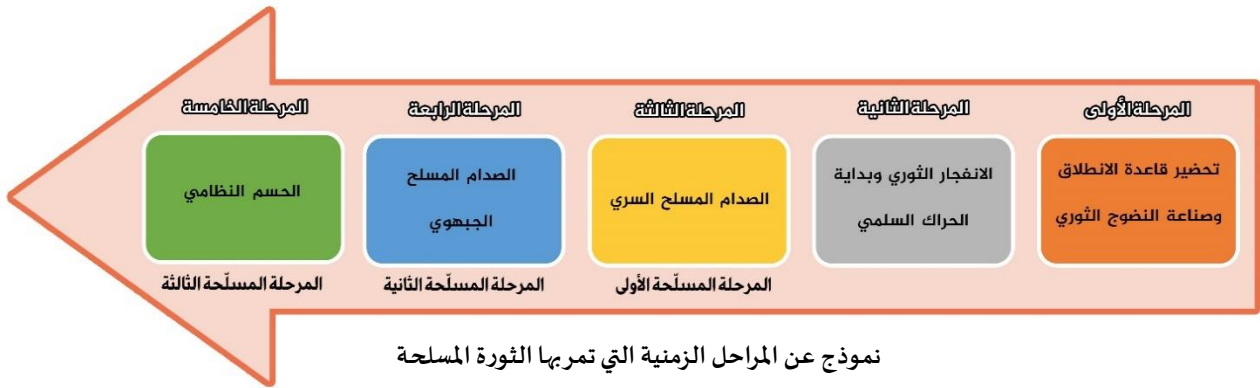 المرحلة الأولى
تحضير قاعدة الانطلاق
وصناعة النضوج الثوري
المرحلة الثانية
الانفجار الثوري وبداية
الحراك السلمي
المرحلة الثالثة
الصدام المسلح السري
المرحلة المسلّحة الأولى
المرحلة الرابعة
الصدام المسلح
الجبهوي
المرحلة المسلّحة الثانية
المرحلة الخامسة
الحسم النظامي
المرحلة المسلّحة الثالثة
نموذج عن المراحل الزمنية التي تمر بها الثورة المسلحة